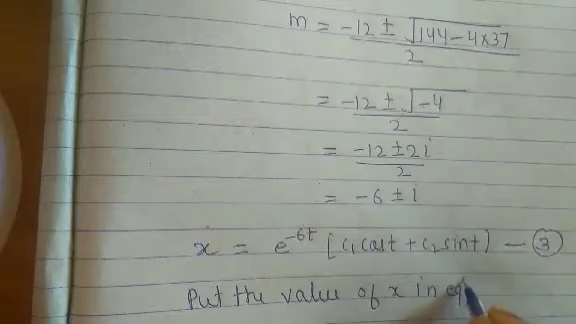 m = -12 ± √144-4×37 / 2
= -12 ± √-4 / 2
= -12 ± 2i / 2
= -6 ± i
x = e^-6t [c₁cost + c₂sint) - ③
Put the value of x in eq